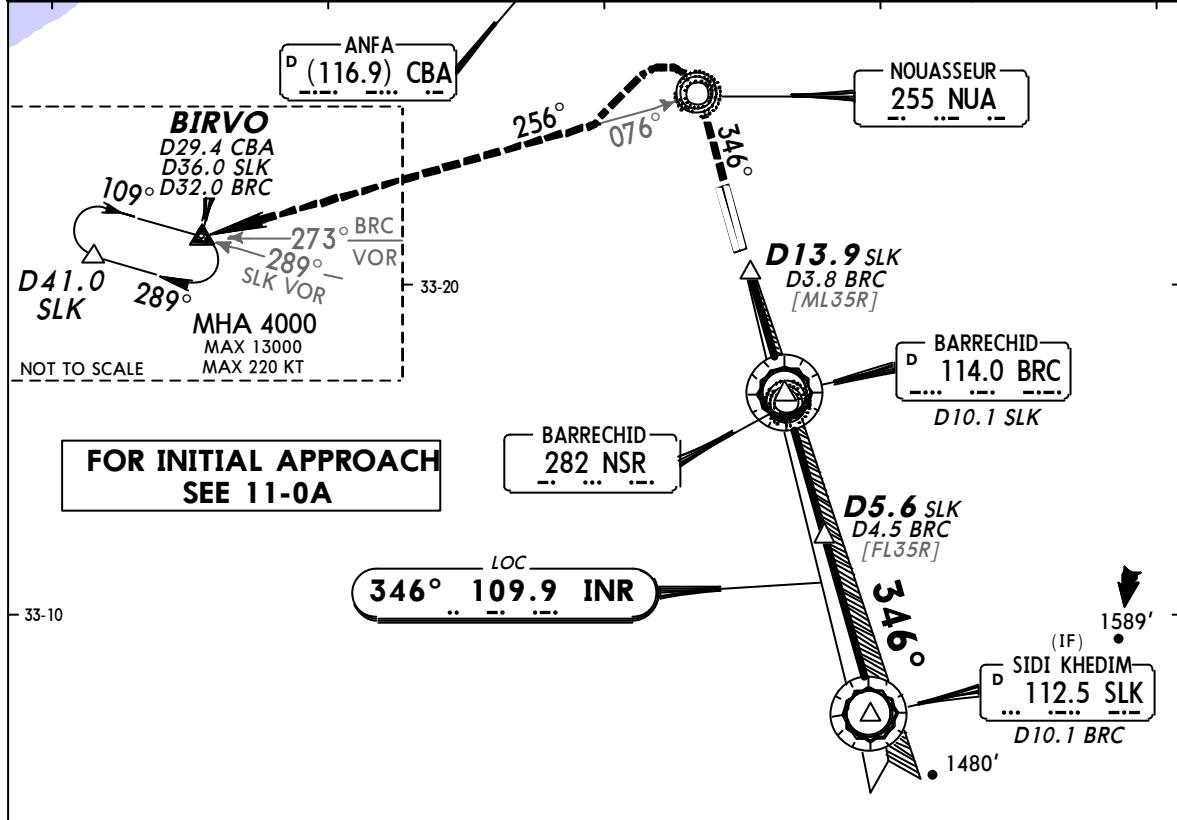 ANFA
D (116.9) CBA
NOUASSEUR
255 NUA
BIRVO
D29.4 CBA
D36.0 SLK
D32.0 BRC
256°
076°
346°
109°
273° BRC VOR
289° SLK VOR
D41.0
SLK
289°
MHA 4000
MAX 13000
MAX 220 KT
NOT TO SCALE
33-20
D13.9 SLK
D3.8 BRC
[ML35R]
BARRECHID
D 114.0 BRC
D10.1 SLK
BARRECHID
282 NSR
FOR INITIAL APPROACH
SEE 11-0A
D5.6 SLK
D4.5 BRC
[FL35R]
LOC
346° 109.9 INR
346°
33-10
1589'
(IF)
SIDI KHEDIM
D 112.5 SLK
D10.1 BRC
1480'